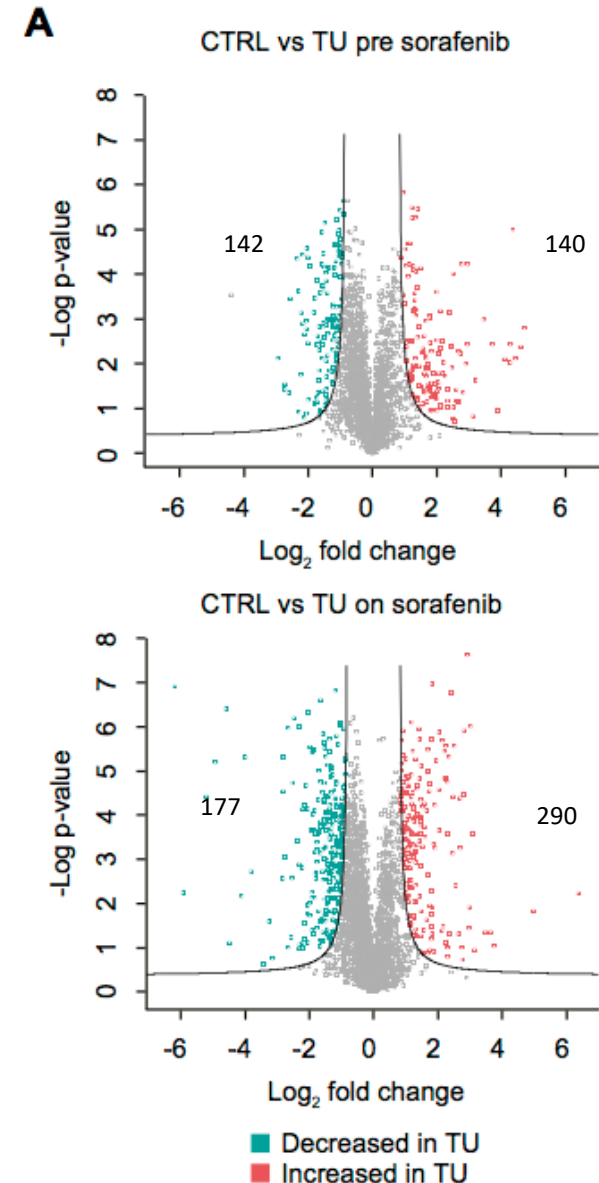 A
CTRL vs TU pre sorafenib
8
7
6
5
4
3
2
1
0
-Log p-value
142
140
-6 -4 -2 0 2 4 6
Log2 fold change
CTRL vs TU on sorafenib
8
7
6
5
4
3
2
1
0
-Log p-value
177
290
-6 -4 -2 0 2 4 6
Log2 fold change
Decreased in TU
Increased in TU